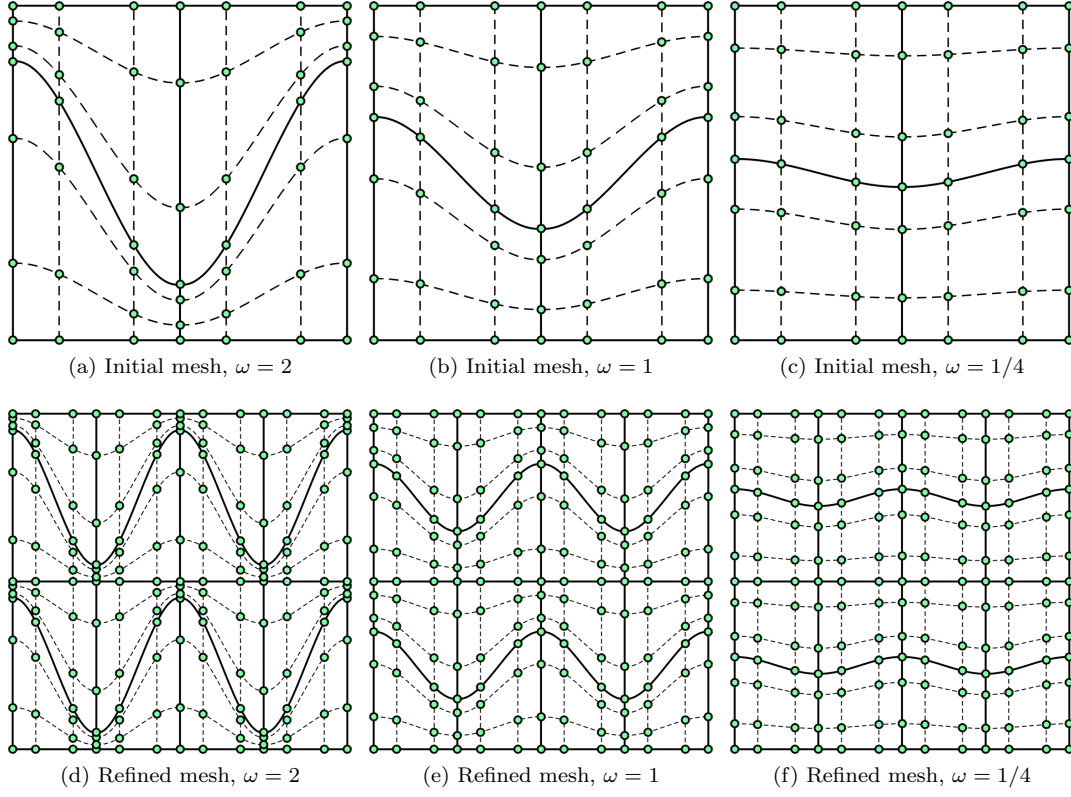 (a) Initial mesh, ω = 2
(b) Initial mesh, ω = 1
(c) Initial mesh, ω = 1/4
(d) Refined mesh, ω = 2
(e) Refined mesh, ω = 1
(f) Refined mesh, ω = 1/4